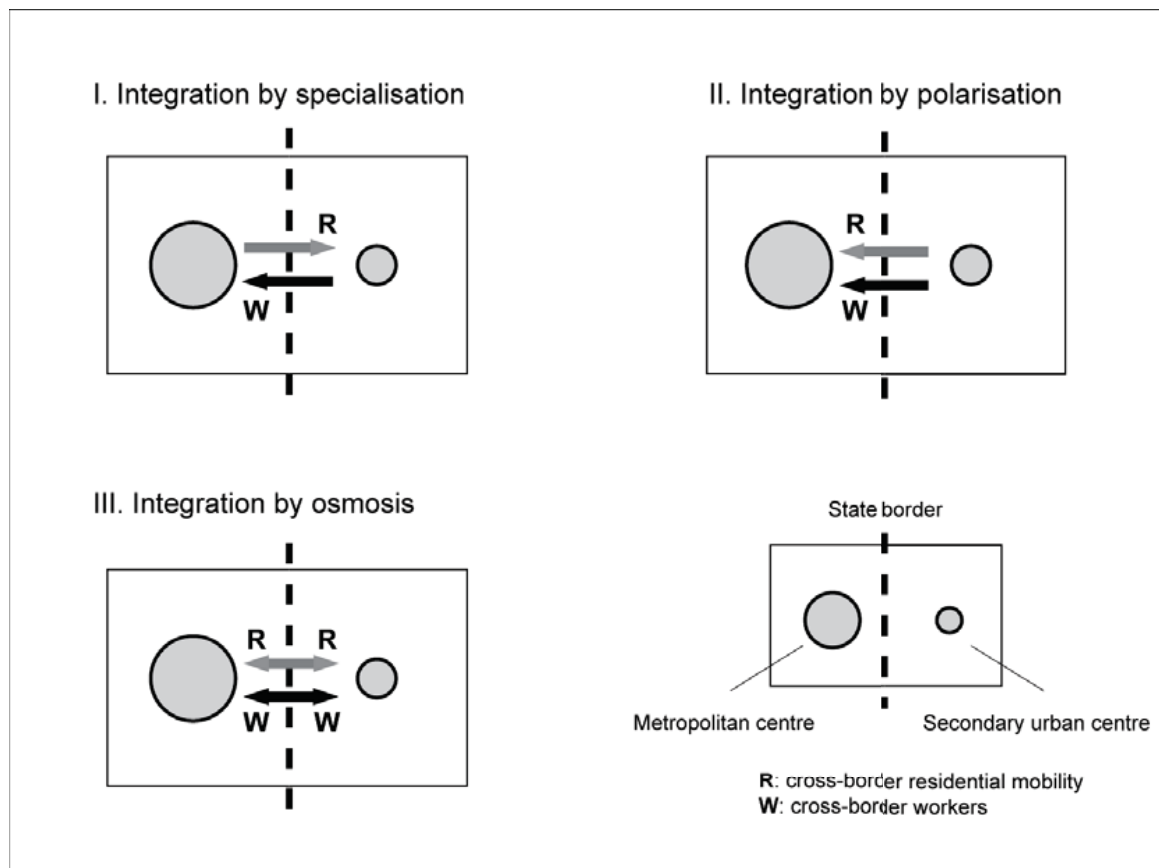 I. Integration by specialisation
R
W
II. Integration by polarisation
R
W
III. Integration by osmosis
R R
W W
State border
Metropolitan centre
Secondary urban centre
R: cross-border residential mobility
W: cross-border workers